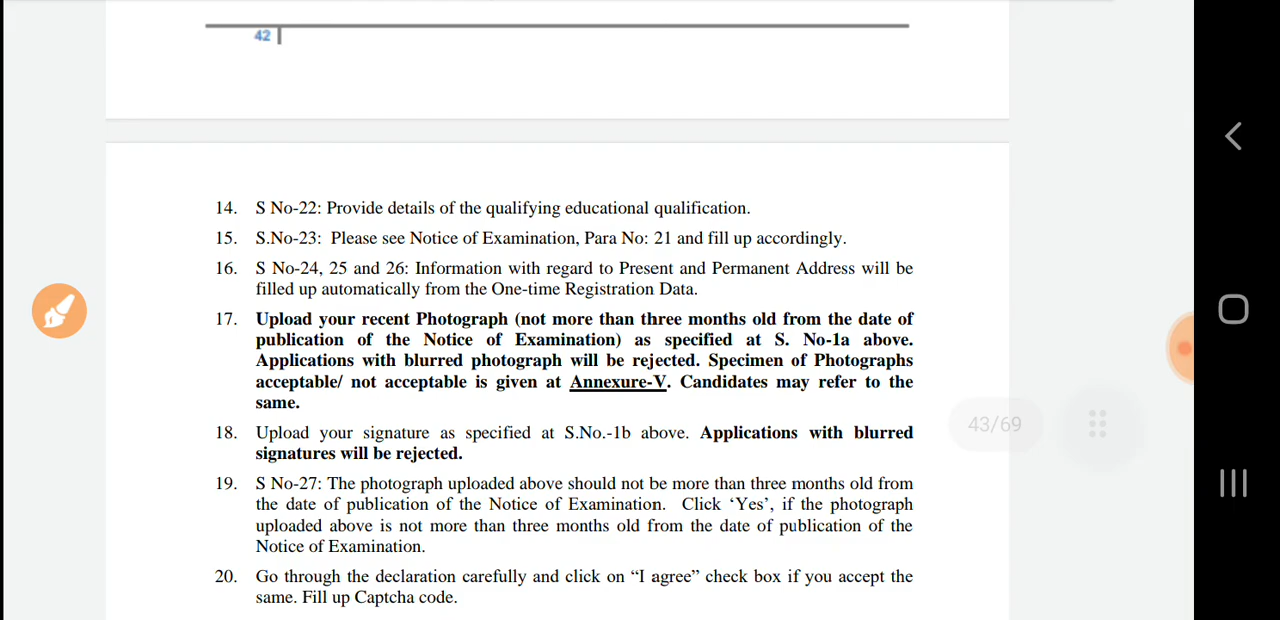 42
14. S No-22: Provide details of the qualifying educational qualification.
15. S.No-23: Please see Notice of Examination, Para No: 21 and fill up accordingly.
16. S No-24, 25 and 26: Information with regard to Present and Permanent Address will be
filled up automatically from the One-time Registration Data.
17. Upload your recent Photograph (not more than three months old from the date of
publication of the Notice of Examination) as specified at S. No-1a above.
Applications with blurred photograph will be rejected. Specimen of Photographs
acceptable/ not acceptable is given at Annexure-V. Candidates may refer to the
same.
18. Upload your signature as specified at S.No.-1b above. Applications with blurred
signatures will be rejected.
43/69
19. S No-27: The photograph uploaded above should not be more than three months old from
the date of publication of the Notice of Examination. Click ‘Yes’, if the photograph
uploaded above is not more than three months old from the date of publication of the
Notice of Examination.
20. Go through the declaration carefully and click on “I agree” check box if you accept the
same. Fill up Captcha code.